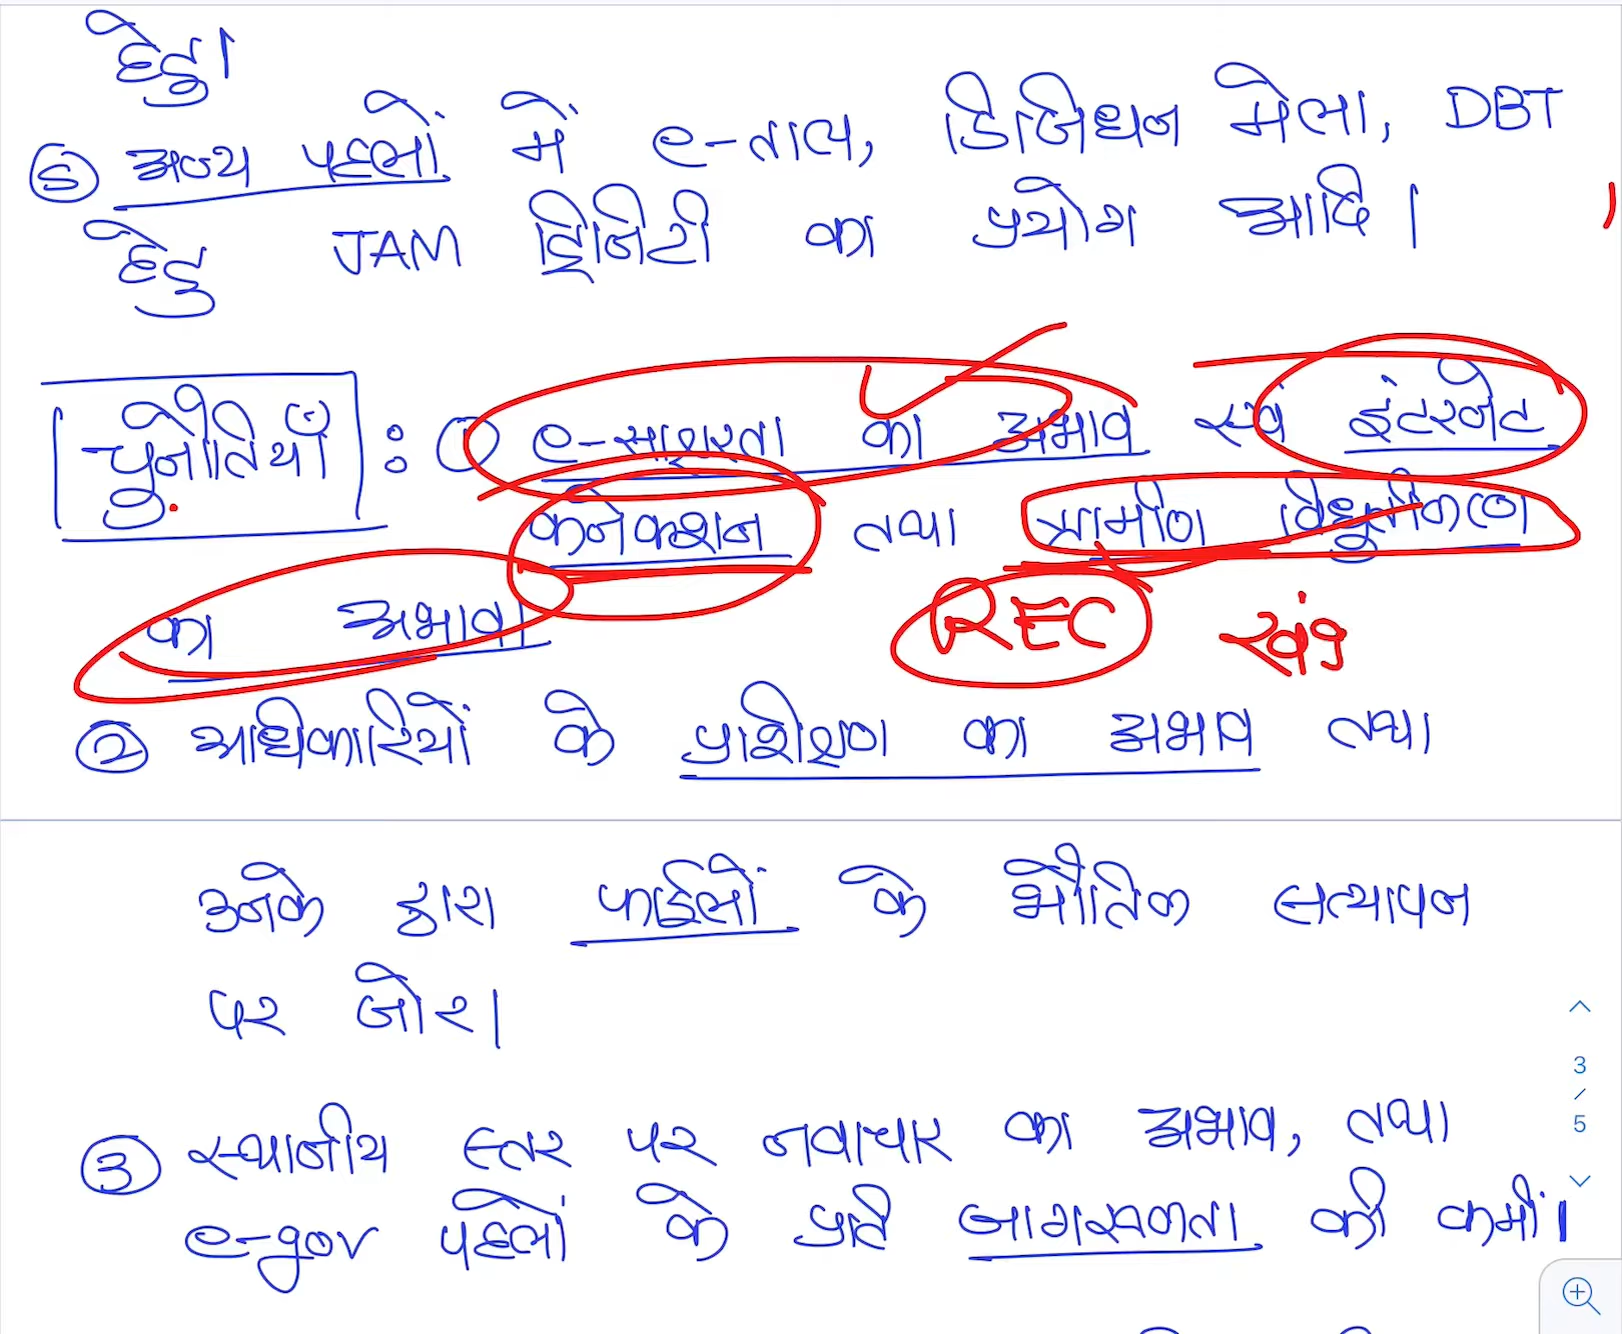 हेतु।
⑤ अन्य पहलों में e-ताल, डिजिधन मेला, DBT
हेतु JAM ट्रिनिटी का प्रयोग आदि।
चुनौतियाँ : ① e-साक्षरता का अभाव एवं इंटरनेट
कनेक्शन तथा ग्रामीण विद्युतीकरण
का अभाव। REC
② अधिकारियों के प्रशिक्षण का अभाव तथा
उनके द्वारा फाईलों के भौतिक सत्यापन
पर जोर।
③ स्थानीय स्तर पर नवाचार का अभाव, तथा
e-gov पहलों के प्रति जागरूकता की कमी।
3
/
5